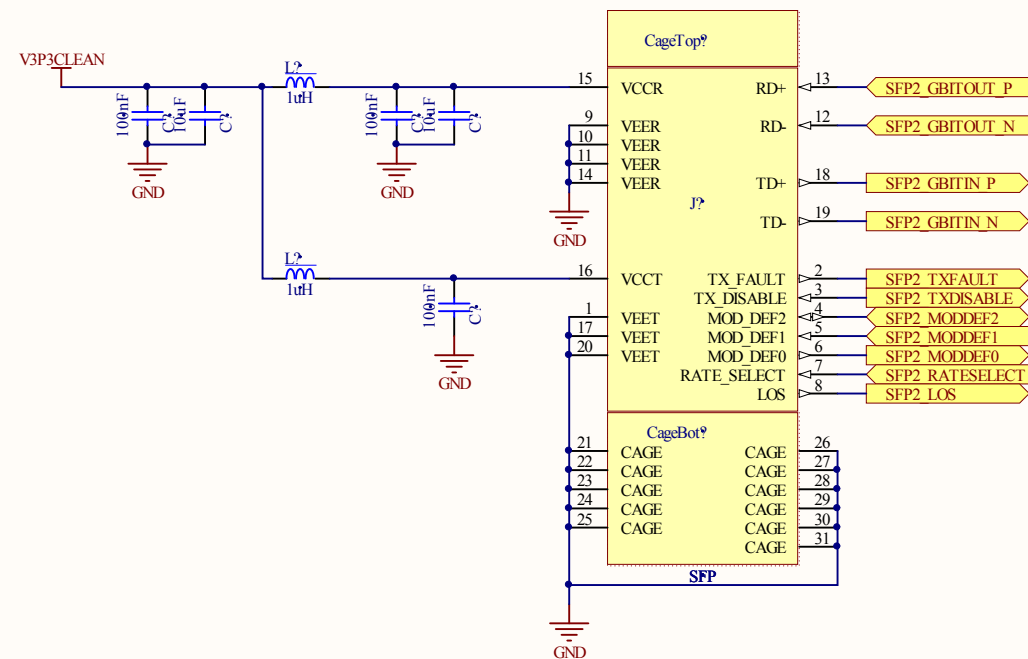 CageTop?
V3P3CLEAN
L?
1uH
100nF
C?
10uF
C?
100nF
C?
10uF
C?
GND
GND
15 VCCR RD+ 13 SFP2_GBITOUT_P
9 VEER RD- 12 SFP2_GBITOUT_N
10 VEER
11 VEER
14 VEER TD+ 18 SFP2_GBITIN_P
J?
TD- 19 SFP2_GBITIN_N
GND
L?
1uH
16 VCCT TX_FAULT 2 SFP2_TXFAULT
TX_DISABLE 3 SFP2_TXDISABLE
100nF
C?
1 VEET MOD_DEF2 4 SFP2_MODDEF2
17 VEET MOD_DEF1 5 SFP2_MODDEF1
20 VEET MOD_DEF0 6 SFP2_MODDEF0
RATE_SELECT 7 SFP2_RATESELECT
GND
LOS 8 SFP2_LOS
CageBot?
21 CAGE CAGE 26
22 CAGE CAGE 27
23 CAGE CAGE 28
24 CAGE CAGE 29
25 CAGE CAGE 30
CAGE 31
SFP
GND